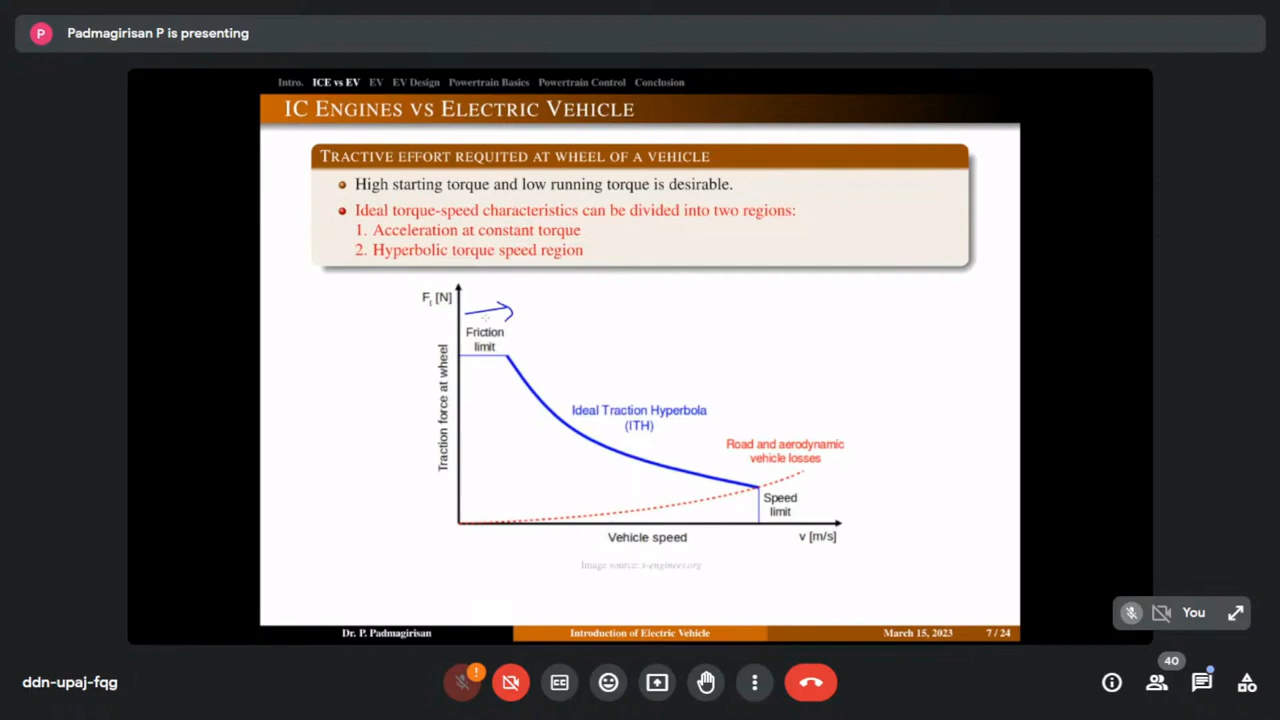 P
Padmagirisan P is presenting
Intro. ICE vs EV EV EV Design Powertrain Basics Powertrain Control Conclusion
IC ENGINES VS ELECTRIC VEHICLE
TRACTIVE EFFORT REQUITED AT WHEEL OF A VEHICLE
High starting torque and low running torque is desirable.
Ideal torque-speed characteristics can be divided into two regions:
1. Acceleration at constant torque
2. Hyperbolic torque speed region
Ft [N]
Friction
limit
Traction force at wheel
Ideal Traction Hyperbola
(ITH)
Road and aerodynamic
vehicle losses
Speed
limit
Vehicle speed
v [m/s]
Image source: x-engineer.org
Dr. P. Padmagirisan Introduction of Electric Vehicle March 15, 2023 7 / 24
You
ddn-upaj-fqg
!
CC
40